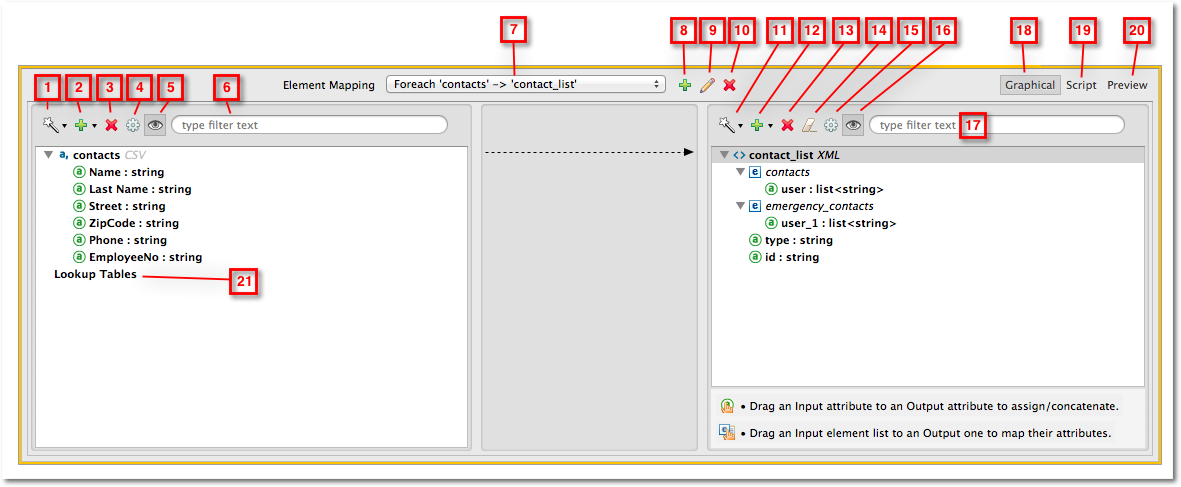 7 8 9 10 11 12 13 14 15 16 18 19 20
Element Mapping Foreach 'contacts' -> 'contact_list' Graphical Script Preview
1 2 3 4 5 6
type filter text type filter text 17
a, contacts CSV
a Name : string
a Last Name : string
a Street : string
a ZipCode : string
a Phone : string
a EmployeeNo : string
Lookup Tables
21
<> contact_list XML
e contacts
a user : list<string>
e emergency_contacts
a user_1 : list<string>
a type : string
a id : string
• Drag an Input attribute to an Output attribute to assign/concatenate.
• Drag an Input element list to an Output one to map their attributes.